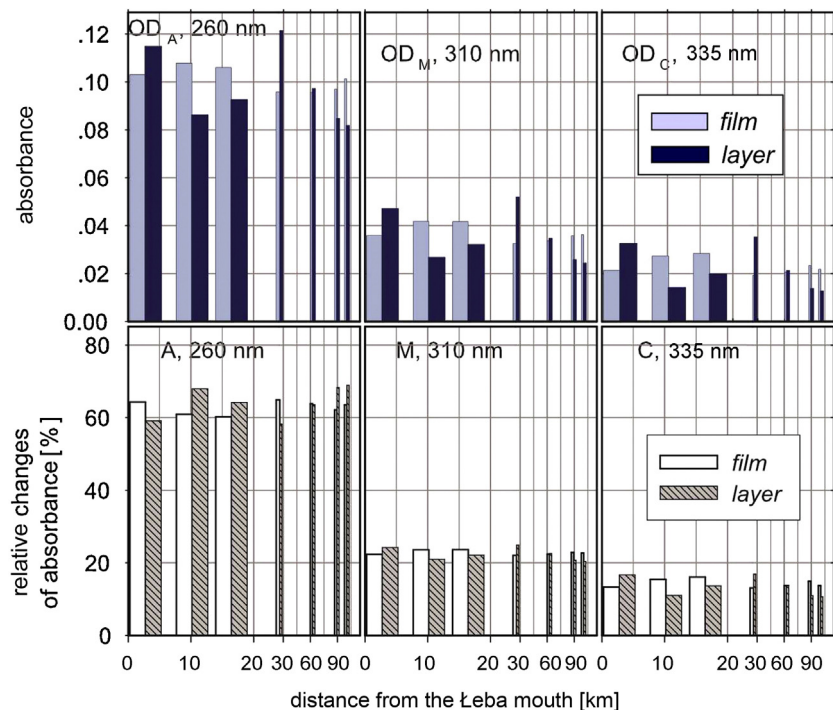 OD A, 260 nm
OD M, 310 nm
OD C, 335 nm
film
layer
absorbance
.12
.10
.08
.06
.04
.02
0.00
A, 260 nm
M, 310 nm
C, 335 nm
film
layer
relative changes
of absorbance [%]
80
60
40
20
0
0 10 20 30 60 90 0 10 20 30 60 90 0 10 20 30 60 90
distance from the Łeba mouth [km]